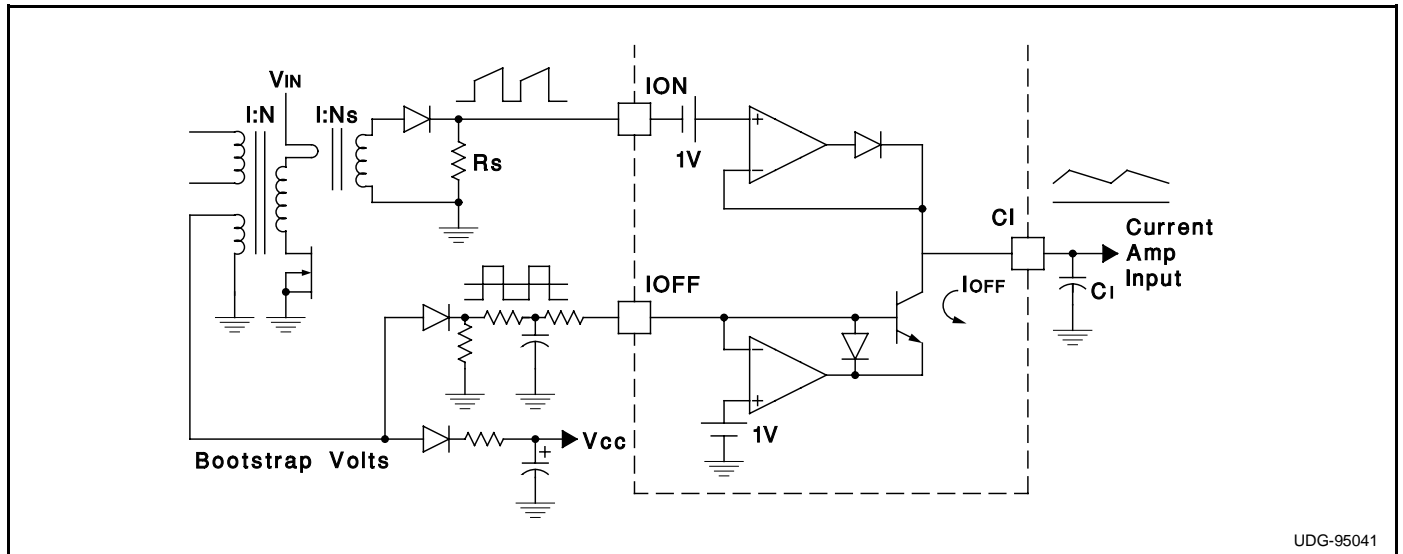 VIN
I:N
I:Ns
Rs
ION
1V
+
−
CI
Current
Amp
Input
CI
IOFF
IOFF
−
+
1V
Vcc
+
Bootstrap Volts
UDG-95041